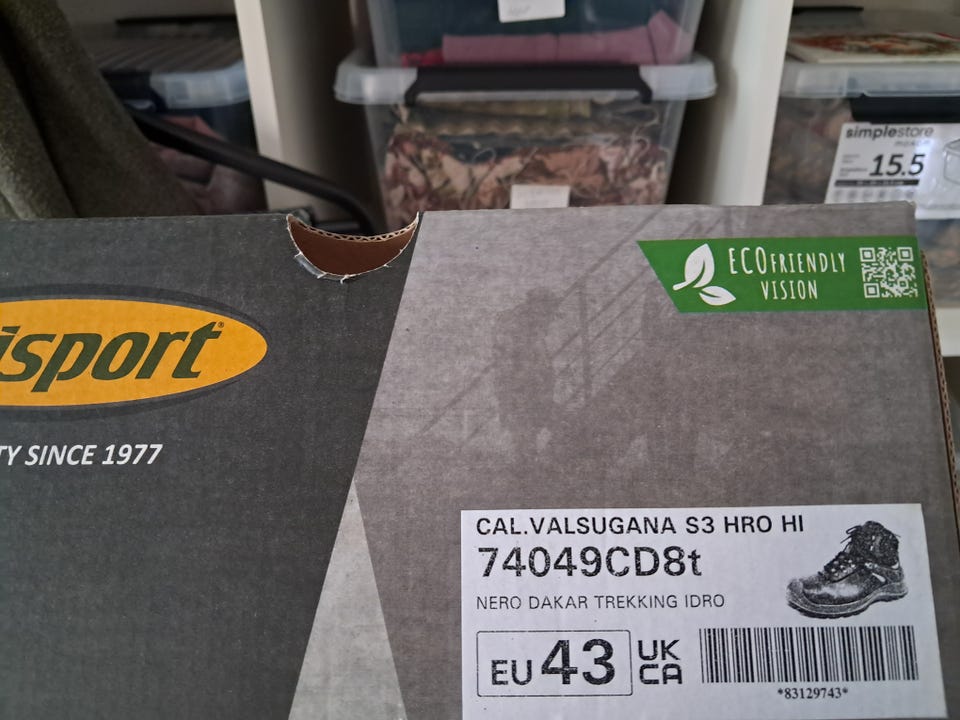 simplestore
15.5
ECOFRIENDLY
VISION
isport
TY SINCE 1977
CAL.VALSUGANA S3 HRO HI
74049CD8t
NERO DAKAR TREKKING IDRO
EU 43 UK
CA
*83129743*